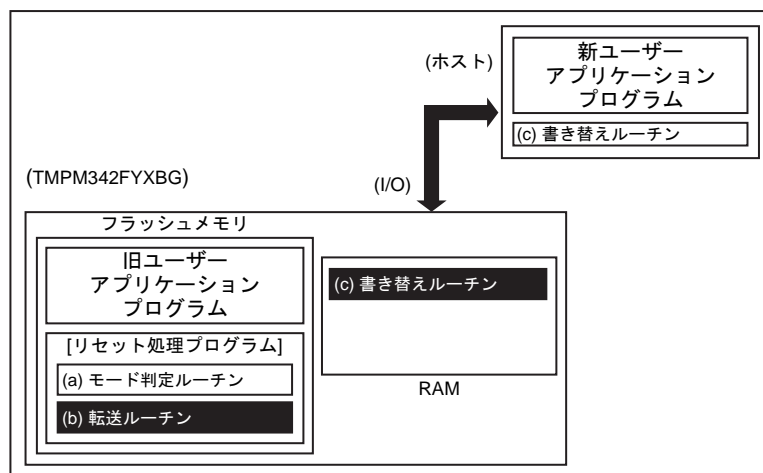 (ホスト)
新ユーザー
アプリケーション
プログラム
(c) 書き替えルーチン
(TMPM342FYXBG)
(I/O)
フラッシュメモリ
旧ユーザー
アプリケーション
プログラム
[リセット処理プログラム]
(a) モード判定ルーチン
(b) 転送ルーチン
(c) 書き替えルーチン
RAM